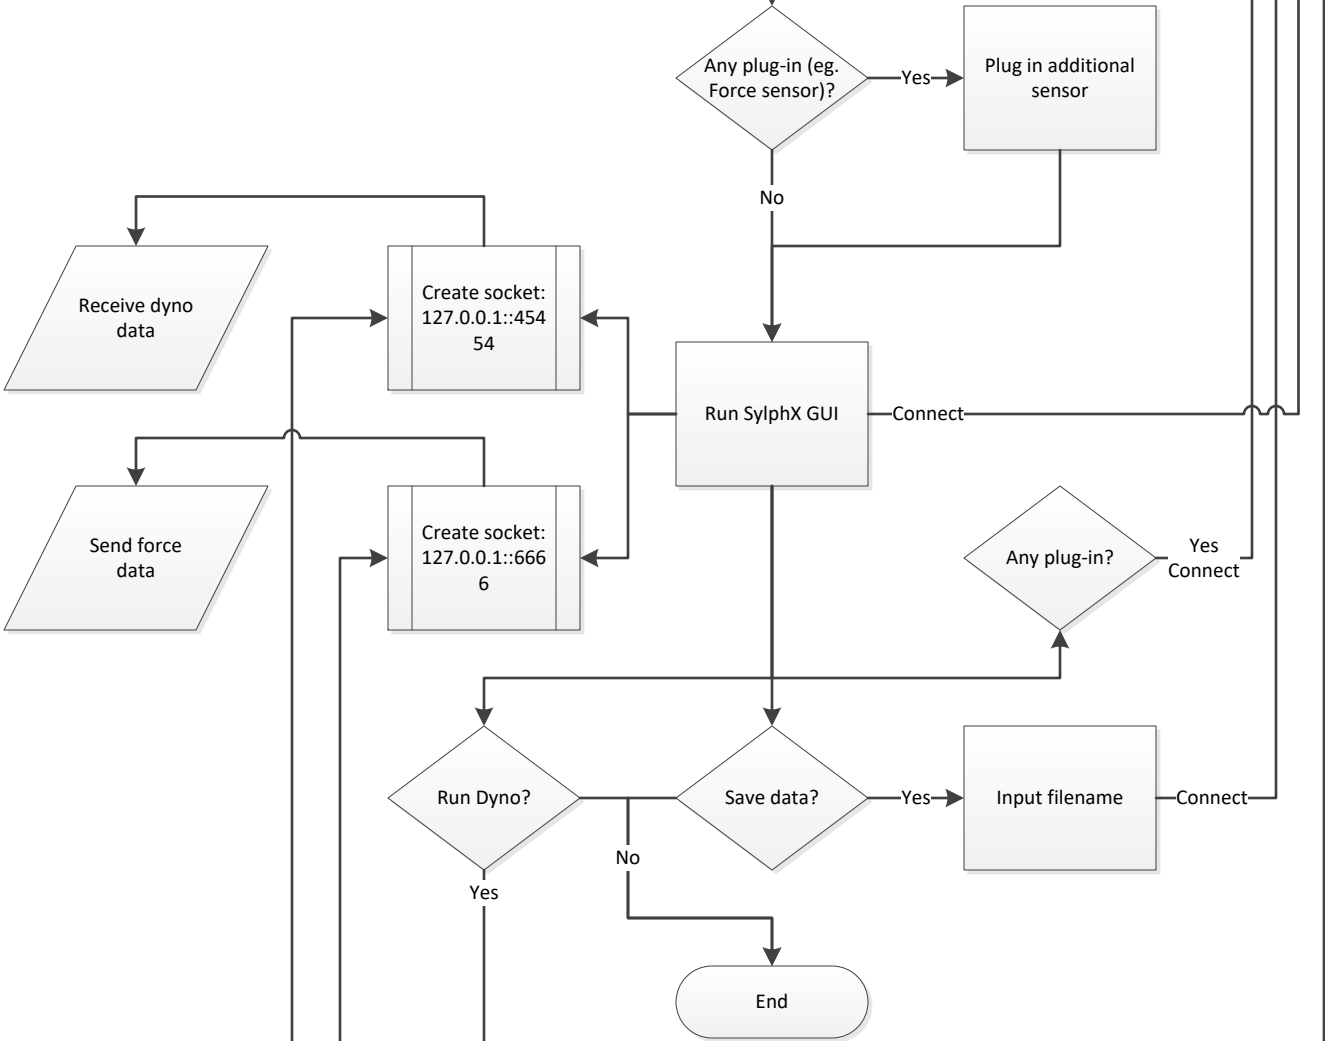 Any plug-in (eg.
Force sensor)?
Yes
Plug in additional
sensor
No
Receive dyno
data
Create socket:
127.0.0.1::454
54
Run SylphX GUI
Connect
Send force
data
Create socket:
127.0.0.1::666
6
Any plug-in?
Yes
Connect
Run Dyno?
Save data?
Yes
Input filename
Connect
No
Yes
End